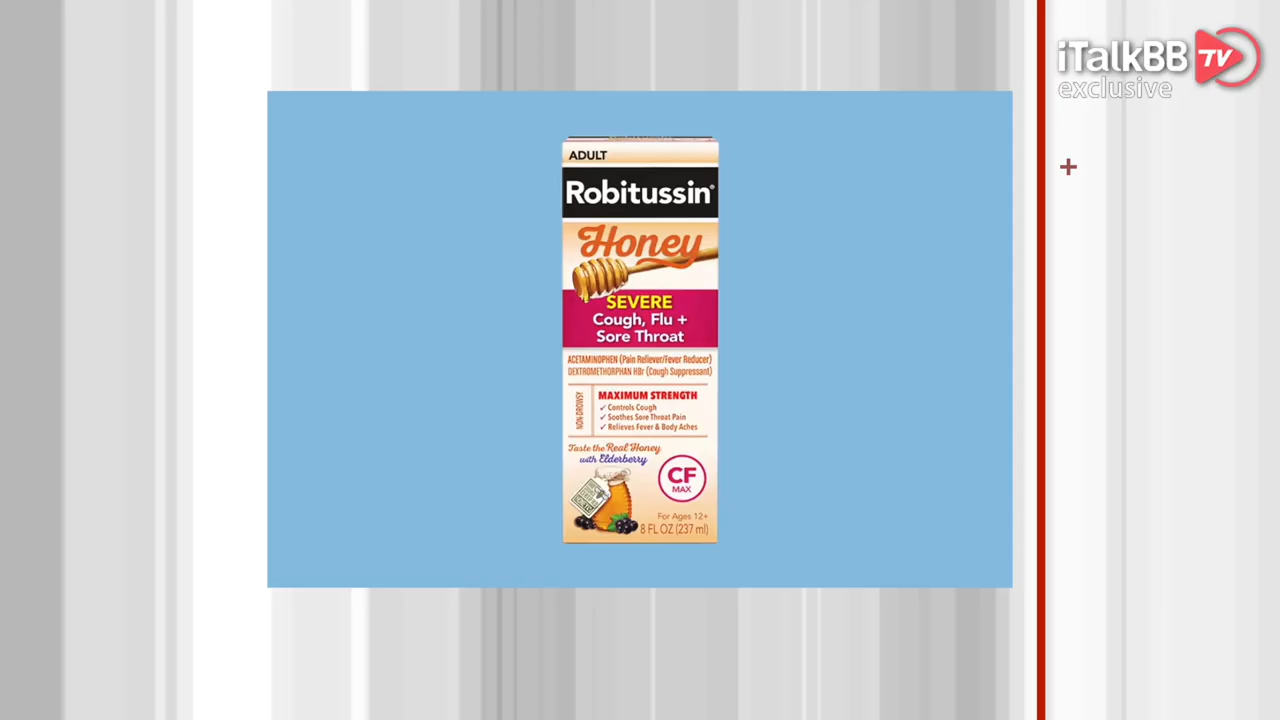 iTalkBB TV
exclusive
+
ADULT
Robitussin®
Honey
SEVERE
Cough, Flu +
Sore Throat
ACETAMINOPHEN (Pain Reliever/Fever Reducer)
DEXTROMETHORPHAN HBr (Cough Suppressant)
NON-DROWSY
MAXIMUM STRENGTH
✓ Controls Cough
✓ Soothes Sore Throat Pain
✓ Relieves Fever & Body Aches
Taste the Real Honey
with Elderberry
CF
MAX
For Ages 12+
8 FL OZ (237 ml)